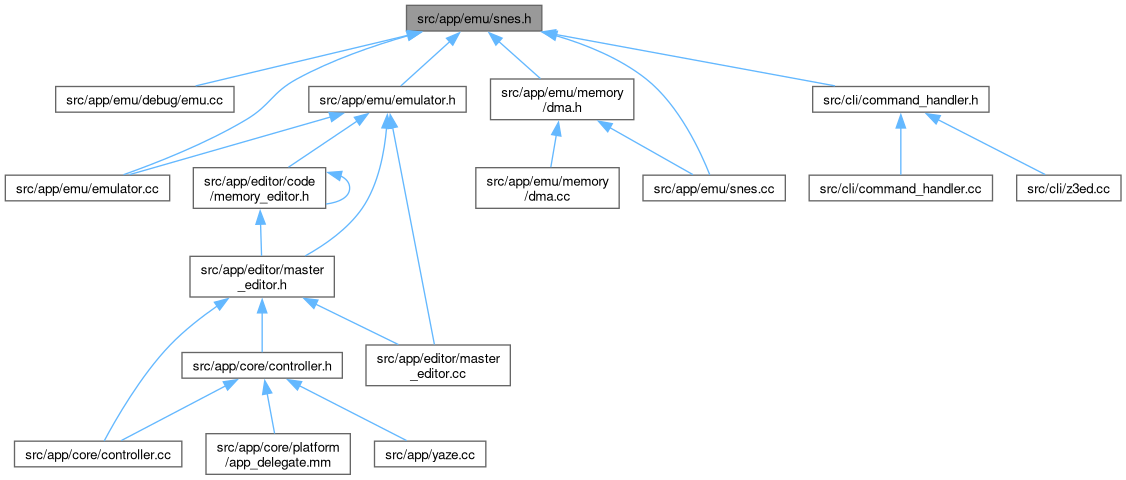 src/app/emu/snes.h
src/app/emu/debug/emu.cc
src/app/emu/emulator.h
src/app/emu/memory
/dma.h
src/cli/command_handler.h
src/app/emu/emulator.cc
src/app/editor/code
/memory_editor.h
src/app/emu/memory
/dma.cc
src/app/emu/snes.cc
src/cli/command_handler.cc
src/cli/z3ed.cc
src/app/editor/master
_editor.h
src/app/core/controller.h
src/app/editor/master
_editor.cc
src/app/core/controller.cc
src/app/core/platform
/app_delegate.mm
src/app/yaze.cc